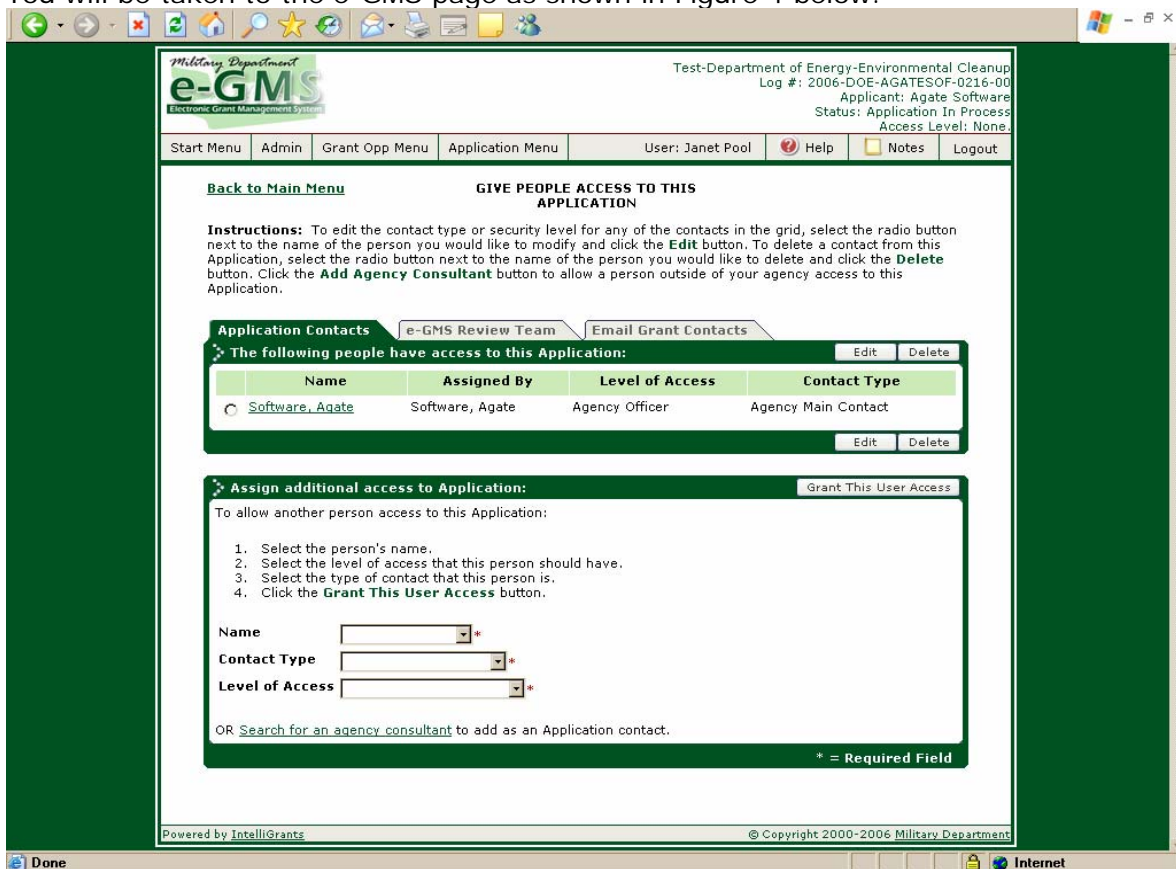 You will be taken to the e-GMS page as shown in Figure 4 below.
Military Department
e-GMS
Electronic Grant Management System
Test-Department of Energy-Environmental Cleanup
Log #: 2006-DOE-AGATESOF-0216-00
Applicant: Agate Software
Status: Application In Process
Access Level: None.
Start Menu Admin Grant Opp Menu Application Menu User: Janet Pool Help Notes Logout
Back to Main Menu
GIVE PEOPLE ACCESS TO THIS
APPLICATION
Instructions: To edit the contact type or security level for any of the contacts in the grid, select the radio button
next to the name of the person you would like to modify and click the Edit button. To delete a contact from this
Application, select the radio button next to the name of the person you would like to delete and click the Delete
button. Click the Add Agency Consultant button to allow a person outside of your agency access to this
Application.
Application Contacts e-GMS Review Team Email Grant Contacts
The following people have access to this Application: Edit Delete
Name Assigned By Level of Access Contact Type
Software, Agate Software, Agate Agency Officer Agency Main Contact
Edit Delete
Assign additional access to Application: Grant This User Access
To allow another person access to this Application:
1. Select the person's name.
2. Select the level of access that this person should have.
3. Select the type of contact that this person is.
4. Click the Grant This User Access button.
Name *
Contact Type *
Level of Access *
OR Search for an agency consultant to add as an Application contact.
* = Required Field
Powered by IntelliGrants © Copyright 2000-2006 Military Department
Done Internet